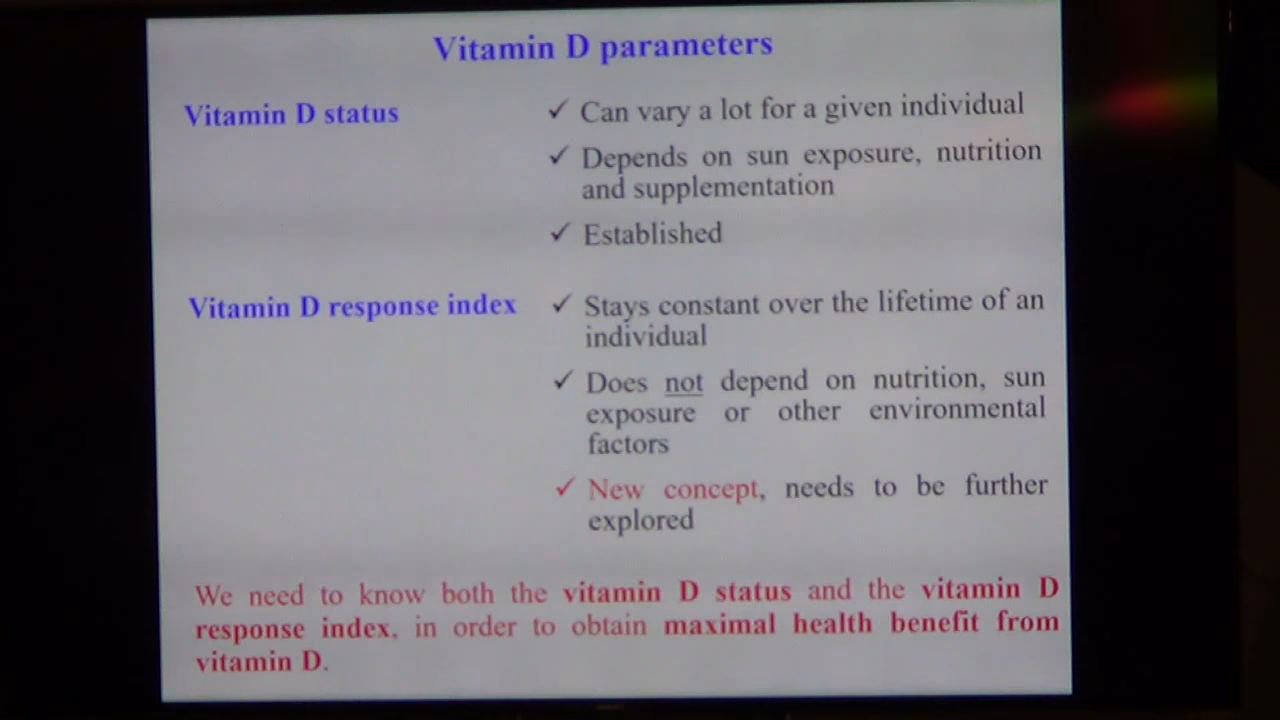 Vitamin D parameters
Vitamin D status
✓ Can vary a lot for a given individual
✓ Depends on sun exposure, nutrition
and supplementation
✓ Established
Vitamin D response index
✓ Stays constant over the lifetime of an
individual
✓ Does not depend on nutrition, sun
exposure or other environmental
factors
✓ New concept, needs to be further
explored
We need to know both the vitamin D status and the vitamin D
response index, in order to obtain maximal health benefit from
vitamin D.